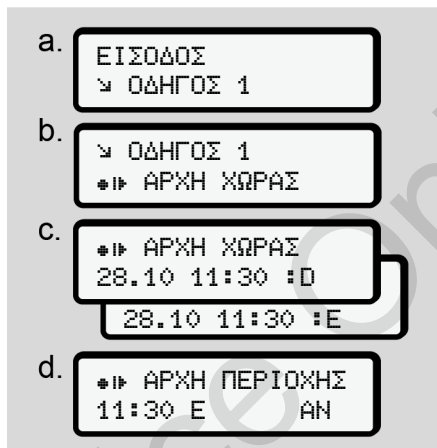 a.
ΕΙΣΟΔΟΣ
ΟΔΗΓΟΣ 1
b.
ΟΔΗΓΟΣ 1
ΑΡΧΗ ΧΩΡΑΣ
c.
ΑΡΧΗ ΧΩΡΑΣ
28.10 11:30 :D
28.10 11:30 :E
d.
ΑΡΧΗ ΠΕΡΙΟΧΗΣ
11:30 E AN